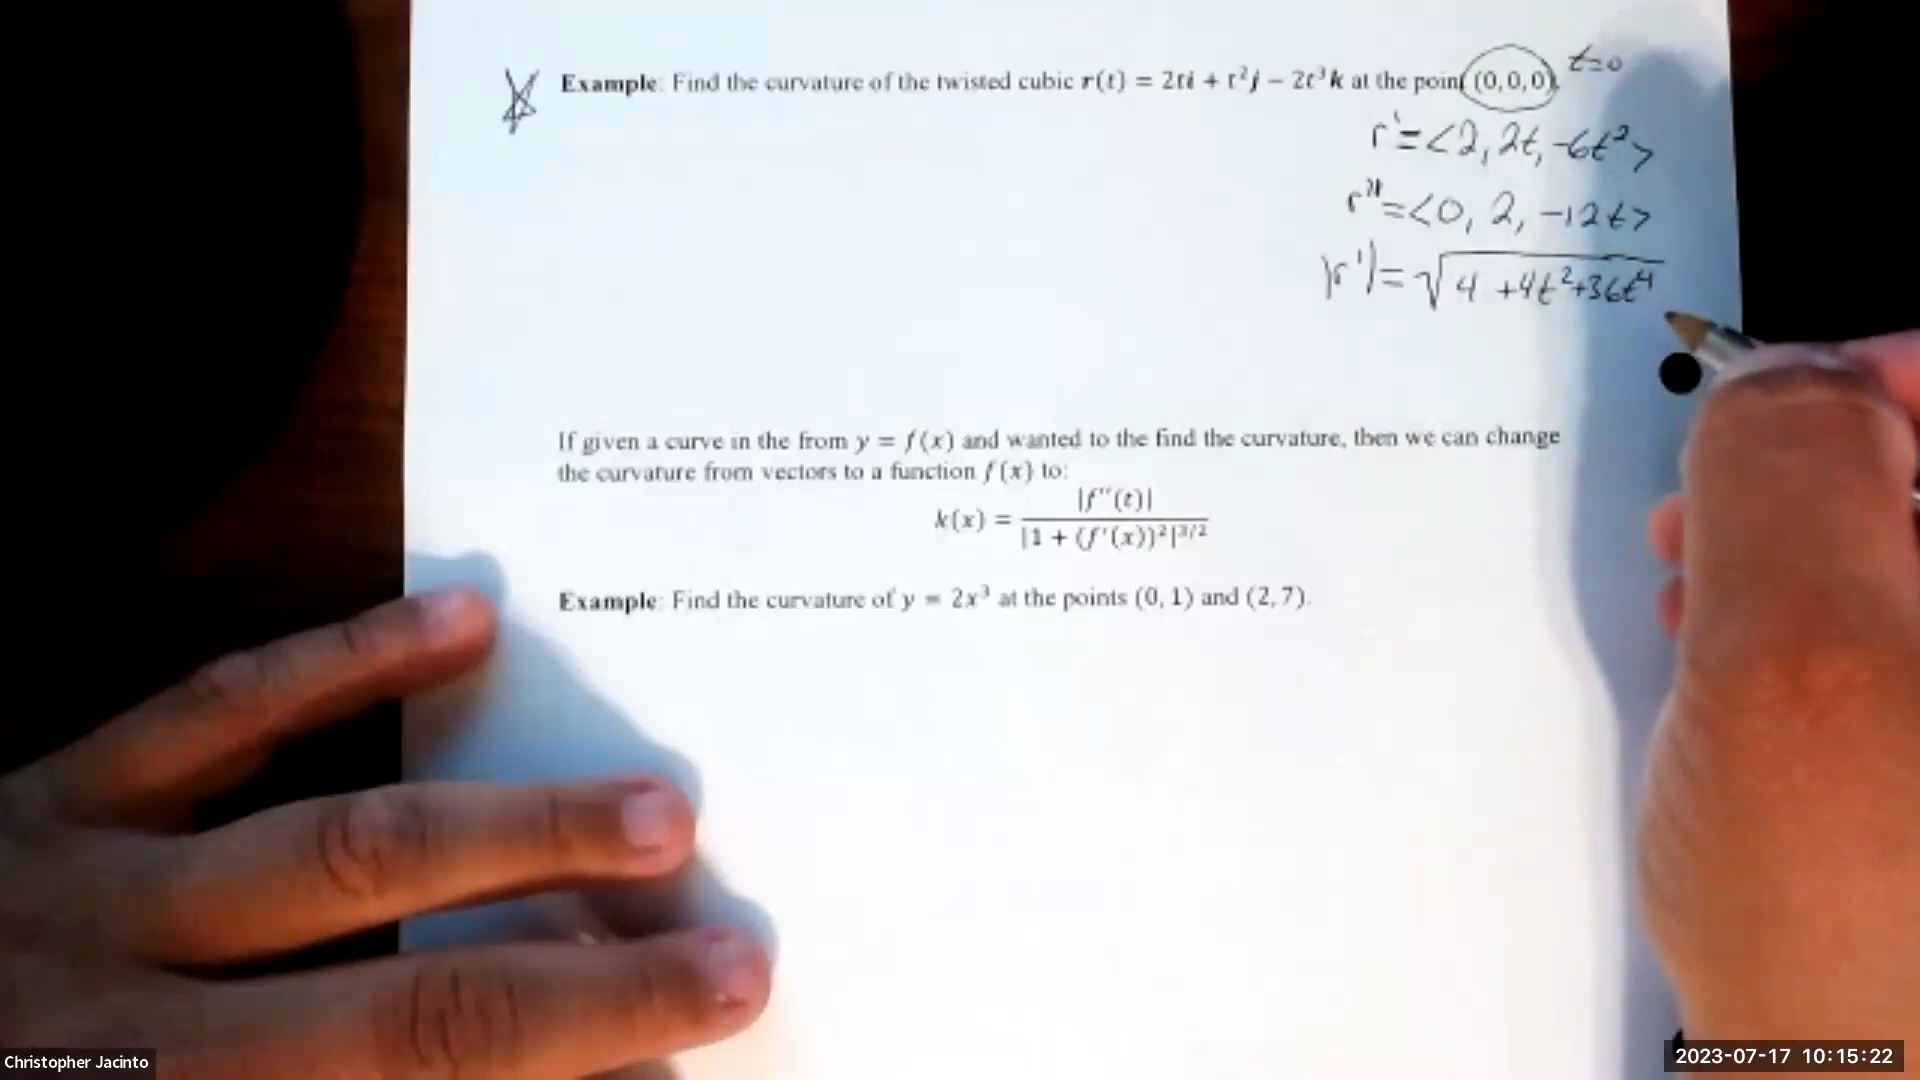 Example: Find the curvature of the twisted cubic r(t) = 2ti + t²j − 2t³k at the point (0, 0, 0). t=0
r' = <2, 2t, -6t²>
r'' = <0, 2, -12t>
|r'| = √4 + 4t² + 36t⁴
If given a curve in the from y = f(x) and wanted to the find the curvature, then we can change
the curvature from vectors to a function f(x) to:
k(x) = |f''(t)| / |1 + (f'(x))²|^3/2
Example: Find the curvature of y = 2x³ at the points (0, 1) and (2, 7).
Christopher Jacinto
2023-07-17 10:15:22